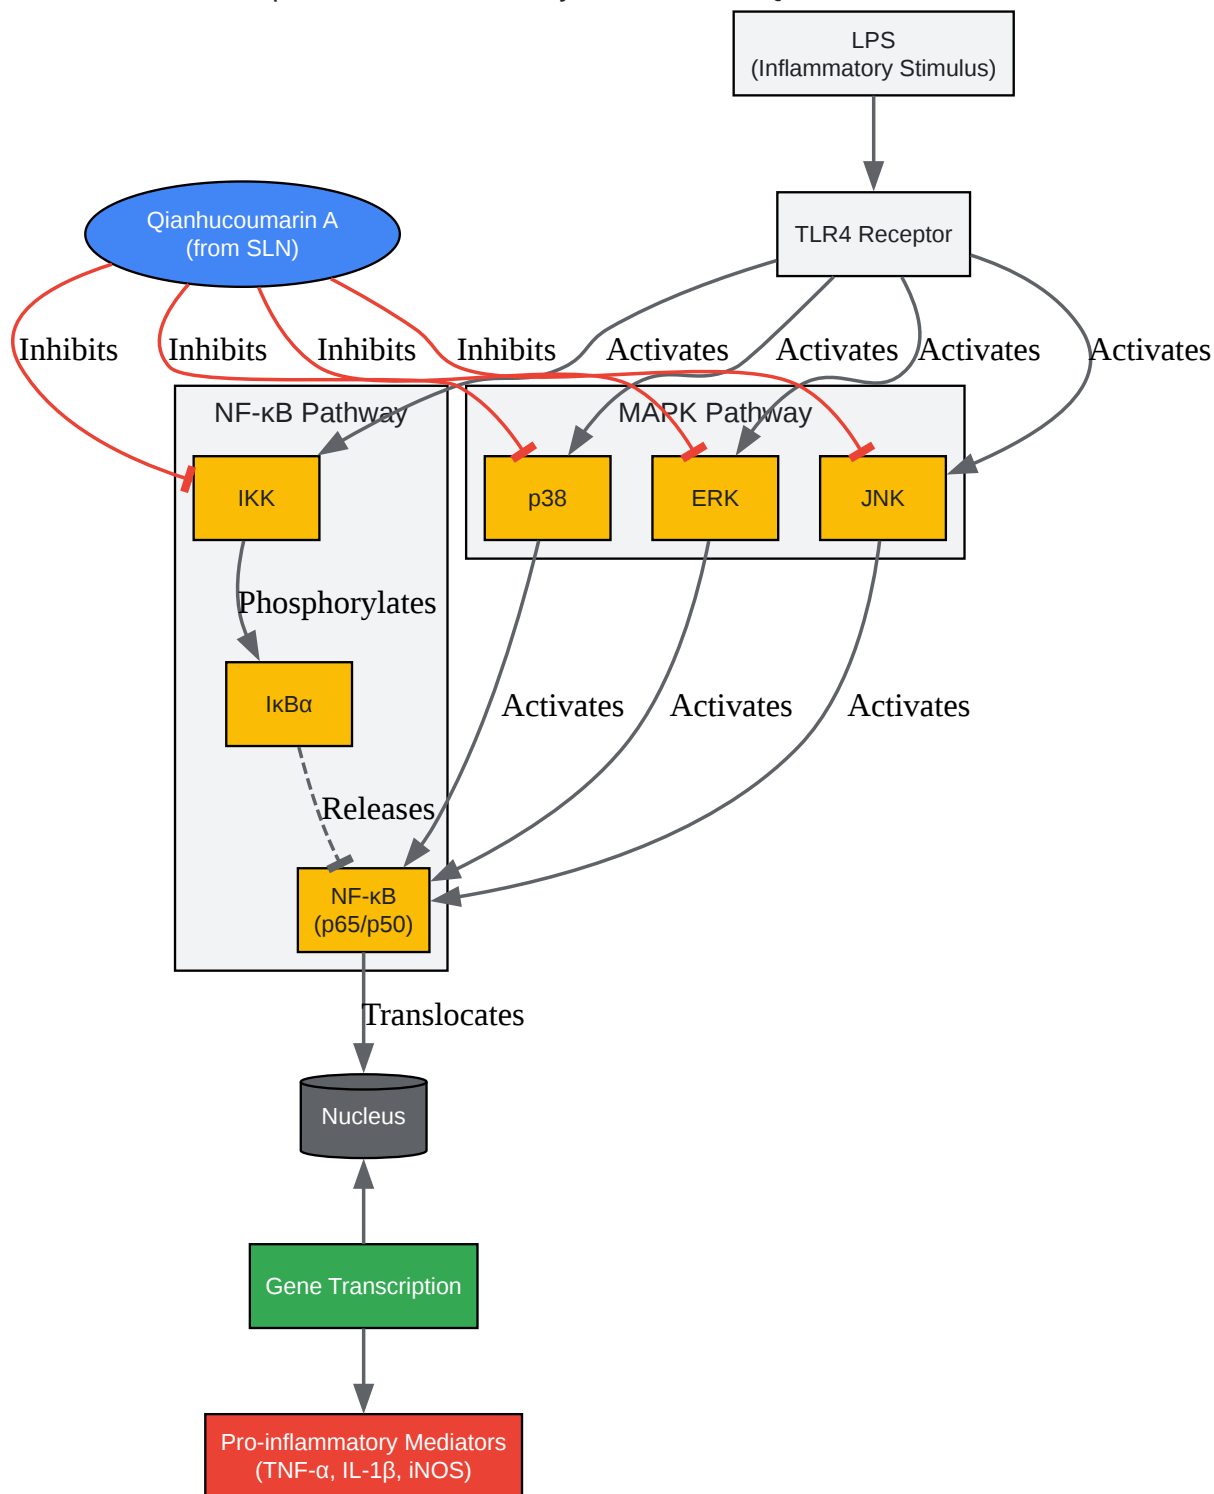 LPS
(Inflammatory Stimulus)
Qianhucoumarin A
(from SLN)
TLR4 Receptor
Inhibits
Inhibits
Inhibits
Inhibits
Activates
Activates
Activates
Activates
NF-κB Pathway
MAPK Pathway
IKK
p38
ERK
JNK
Phosphorylates
IκBα
Activates
Activates
Activates
Releases
NF-κB
(p65/p50)
Translocates
Nucleus
Gene Transcription
Pro-inflammatory Mediators
(TNF-α, IL-1β, iNOS)